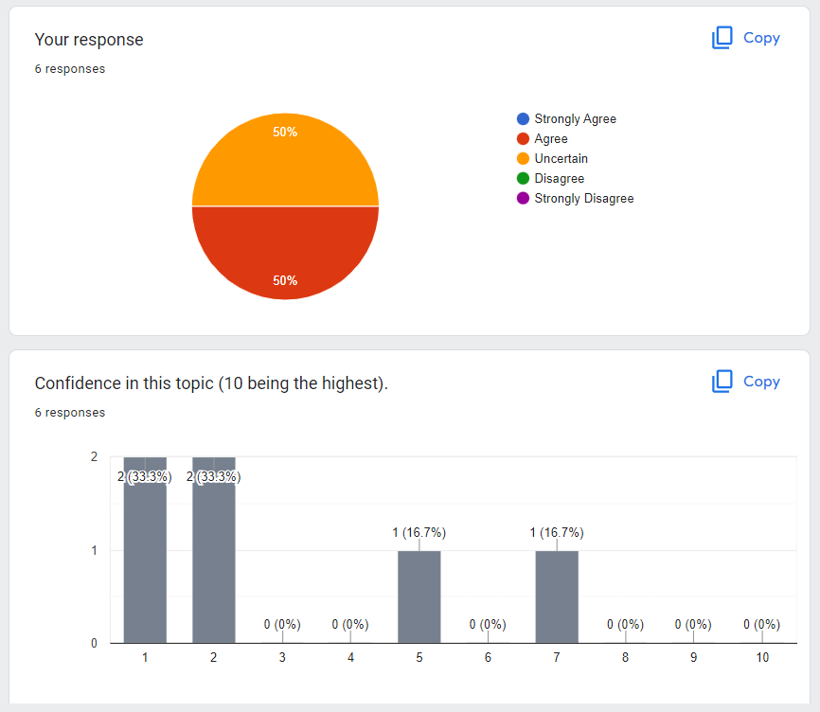 Your response
Copy
6 responses
50%
50%
Strongly Agree
Agree
Uncertain
Disagree
Strongly Disagree
Confidence in this topic (10 being the highest).
Copy
6 responses
2
1
0
2 (33.3%)
2 (33.3%)
0 (0%)
0 (0%)
1 (16.7%)
0 (0%)
1 (16.7%)
0 (0%)
0 (0%)
0 (0%)
1 2 3 4 5 6 7 8 9 10